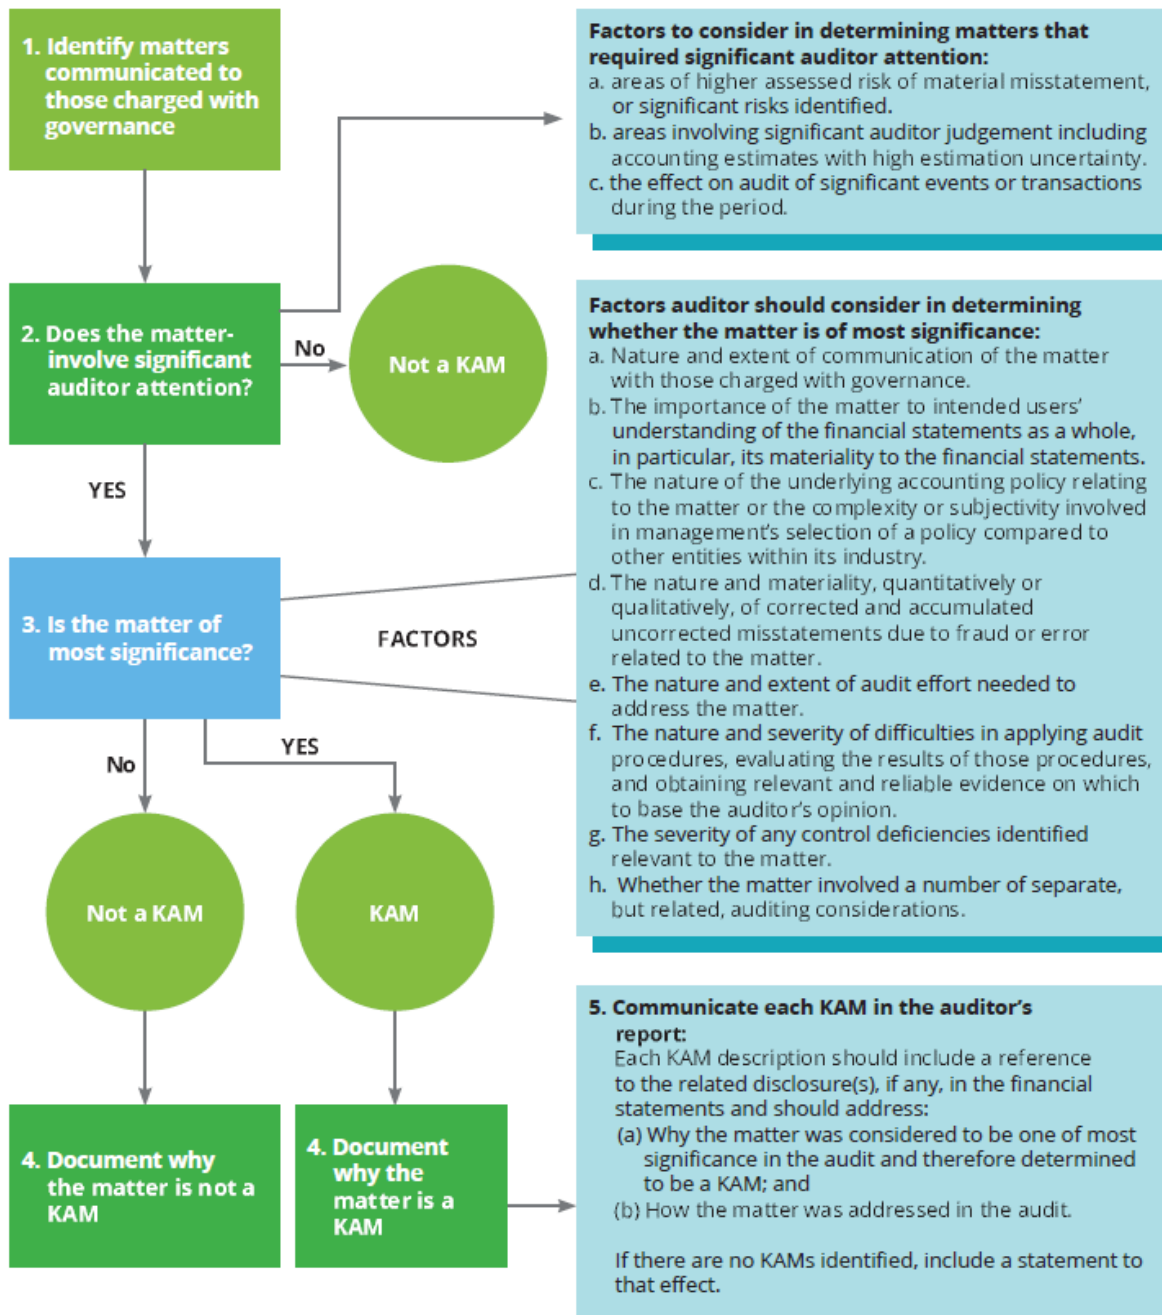 1. Identify matters
communicated to
those charged with
governance
Factors to consider in determining matters that
required significant auditor attention:
a. areas of higher assessed risk of material misstatement,
or significant risks identified.
b. areas involving significant auditor judgement including
accounting estimates with high estimation uncertainty.
c. the effect on audit of significant events or transactions
during the period.
2. Does the matter-
involve significant
auditor attention?
No
Not a KAM
YES
Factors auditor should consider in determining
whether the matter is of most significance:
a. Nature and extent of communication of the matter
with those charged with governance.
b. The importance of the matter to intended users'
understanding of the financial statements as a whole,
in particular, its materiality to the financial statements.
c. The nature of the underlying accounting policy relating
to the matter or the complexity or subjectivity involved
in management's selection of a policy compared to
other entities within its industry.
d. The nature and materiality, quantitatively or
qualitatively, of corrected and accumulated
uncorrected misstatements due to fraud or error
related to the matter.
e. The nature and extent of audit effort needed to
address the matter.
f. The nature and severity of difficulties in applying audit
procedures, evaluating the results of those procedures,
and obtaining relevant and reliable evidence on which
to base the auditor's opinion.
g. The severity of any control deficiencies identified
relevant to the matter.
h. Whether the matter involved a number of separate,
but related, auditing considerations.
3. Is the matter of
most significance?
FACTORS
No
YES
Not a KAM
KAM
4. Document why
the matter is not a
KAM
4. Document
why the
matter is a
KAM
5. Communicate each KAM in the auditor's
report:
Each KAM description should include a reference
to the related disclosure(s), if any, in the financial
statements and should address:
(a) Why the matter was considered to be one of most
significance in the audit and therefore determined
to be a KAM; and
(b) How the matter was addressed in the audit.
If there are no KAMs identified, include a statement to
that effect.